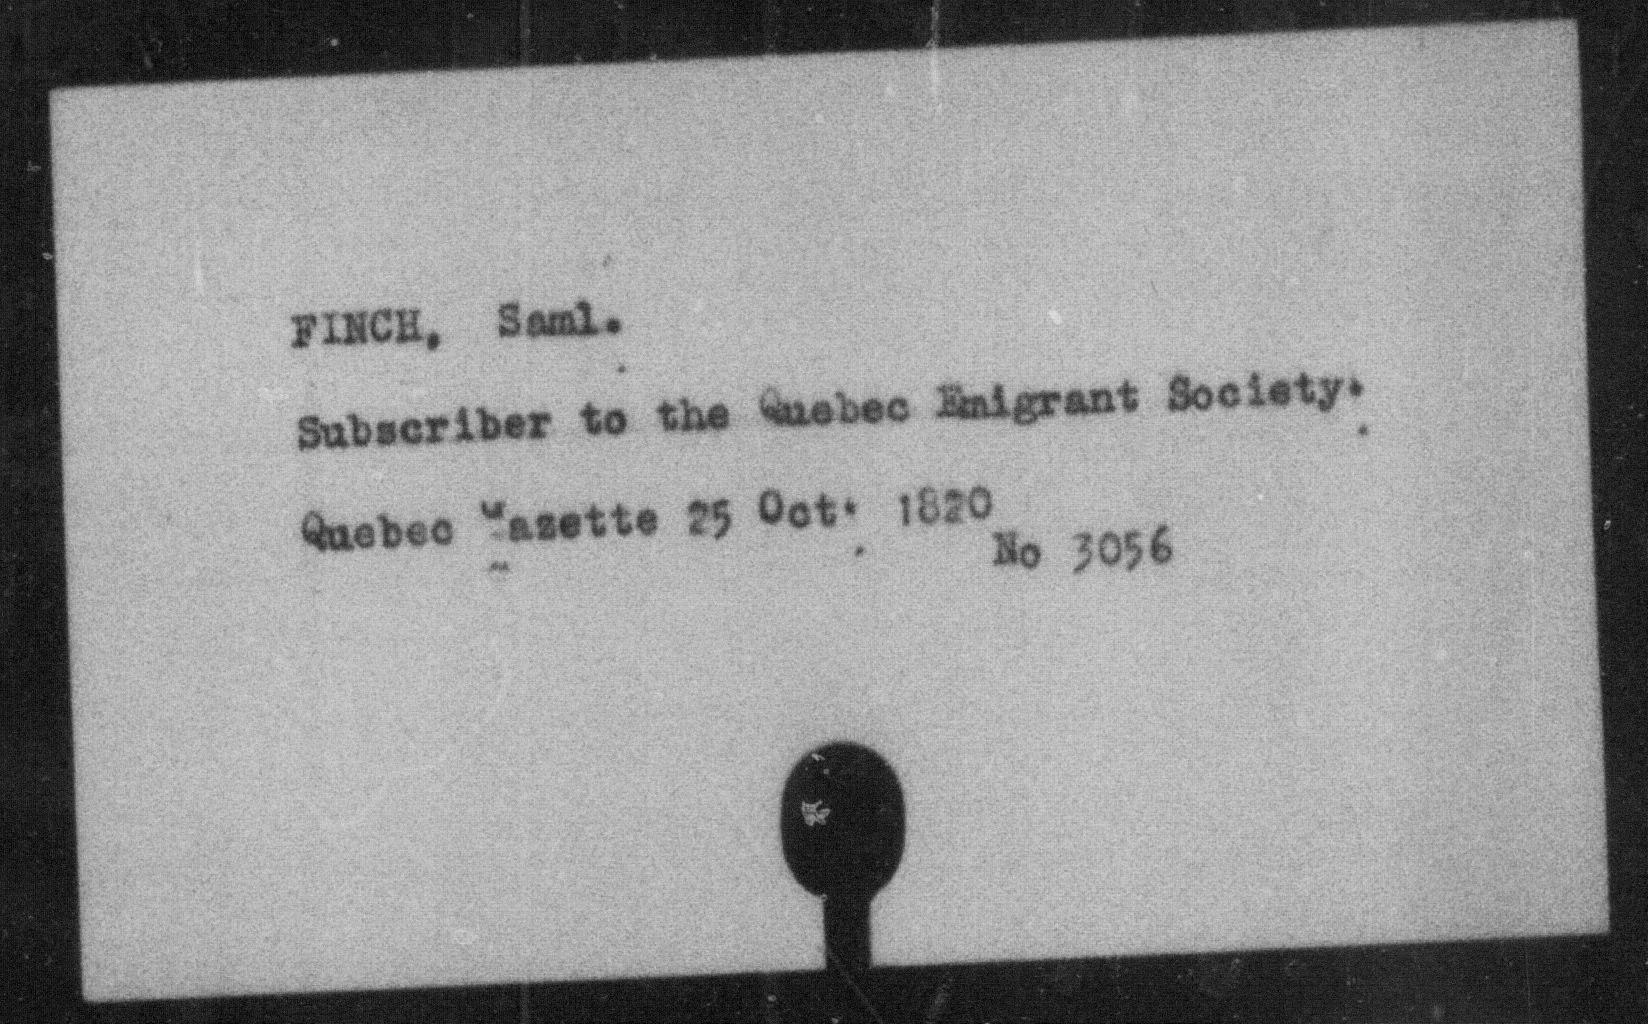 FINCH, Saml.
Subscriber to the Quebec Emigrant Society.
Quebec Gazette 25 Oct. 1820
No 3056